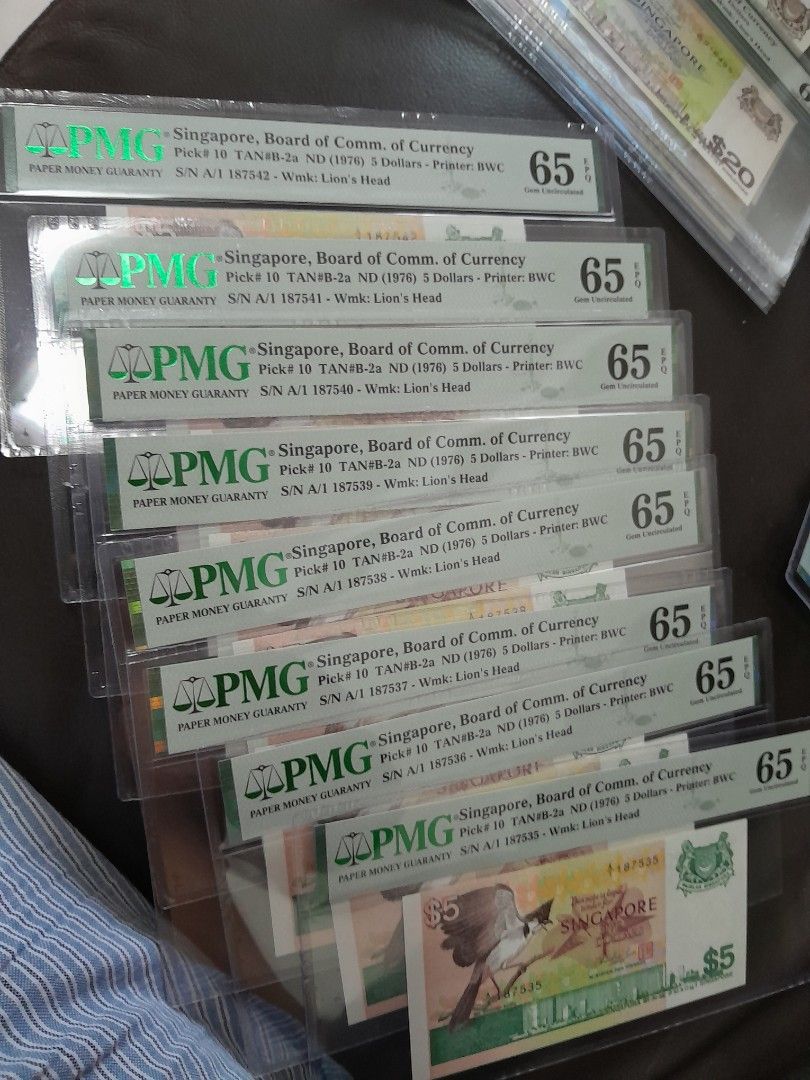 SINGAPORE
$20
PMG Singapore, Board of Comm. of Currency
PAPER MONEY GUARANTY Pick# 10 TAN#B-2a ND (1976) 5 Dollars - Printer: BWC
S/N A/1 187542 - Wmk: Lion's Head
65 EPQ
Gem Uncirculated
187542
PMG® Singapore, Board of Comm. of Currency
PAPER MONEY GUARANTY Pick# 10 TAN#B-2a ND (1976) 5 Dollars - Printer: BWC
S/N A/1 187541 - Wmk: Lion's Head
65 EPQ
Gem Uncirculated
PMG® Singapore, Board of Comm. of Currency
PAPER MONEY GUARANTY Pick# 10 TAN#B-2a ND (1976) 5 Dollars - Printer: BWC
S/N A/1 187540 - Wmk: Lion's Head
65 EPQ
Gem Uncirculated
PMG® Singapore, Board of Comm. of Currency
PAPER MONEY GUARANTY Pick# 10 TAN#B-2a ND (1976) 5 Dollars - Printer: BWC
S/N A/1 187539 - Wmk: Lion's Head
65 EPQ
Gem Uncirculated
PMG® Singapore, Board of Comm. of Currency
PAPER MONEY GUARANTY Pick# 10 TAN#B-2a ND (1976) 5 Dollars - Printer: BWC
S/N A/1 187538 - Wmk: Lion's Head
65 EPQ
Gem Uncirculated
PMG® Singapore, Board of Comm. of Currency
PAPER MONEY GUARANTY Pick# 10 TAN#B-2a ND (1976) 5 Dollars - Printer: BWC
S/N A/1 187537 - Wmk: Lion's Head
65 EPQ
Gem Uncirculated
PMG® Singapore, Board of Comm. of Currency
PAPER MONEY GUARANTY Pick# 10 TAN#B-2a ND (1976) 5 Dollars - Printer: BWC
S/N A/1 187536 - Wmk: Lion's Head
65 EPQ
Gem Uncirculated
PMG® Singapore, Board of Comm. of Currency
PAPER MONEY GUARANTY Pick# 10 TAN#B-2a ND (1976) 5 Dollars - Printer: BWC
S/N A/1 187535 - Wmk: Lion's Head
65 EPQ
Gem Uncirculated
A/1 187535
$5
SINGAPORE
A/1 187535
$5